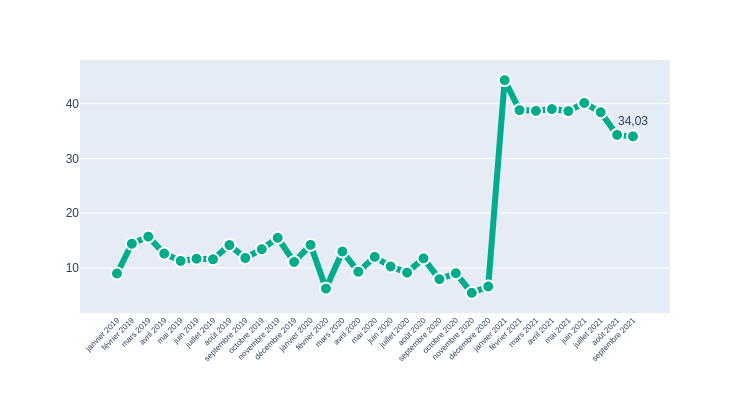 40
34,03
30
20
10
janvier 2019
février 2019
mars 2019
avril 2019
mai 2019
juin 2019
juillet 2019
août 2019
septembre 2019
octobre 2019
novembre 2019
décembre 2019
janvier 2020
février 2020
mars 2020
avril 2020
mai 2020
juin 2020
juillet 2020
août 2020
septembre 2020
octobre 2020
novembre 2020
décembre 2020
janvier 2021
février 2021
mars 2021
avril 2021
mai 2021
juin 2021
juillet 2021
août 2021
septembre 2021